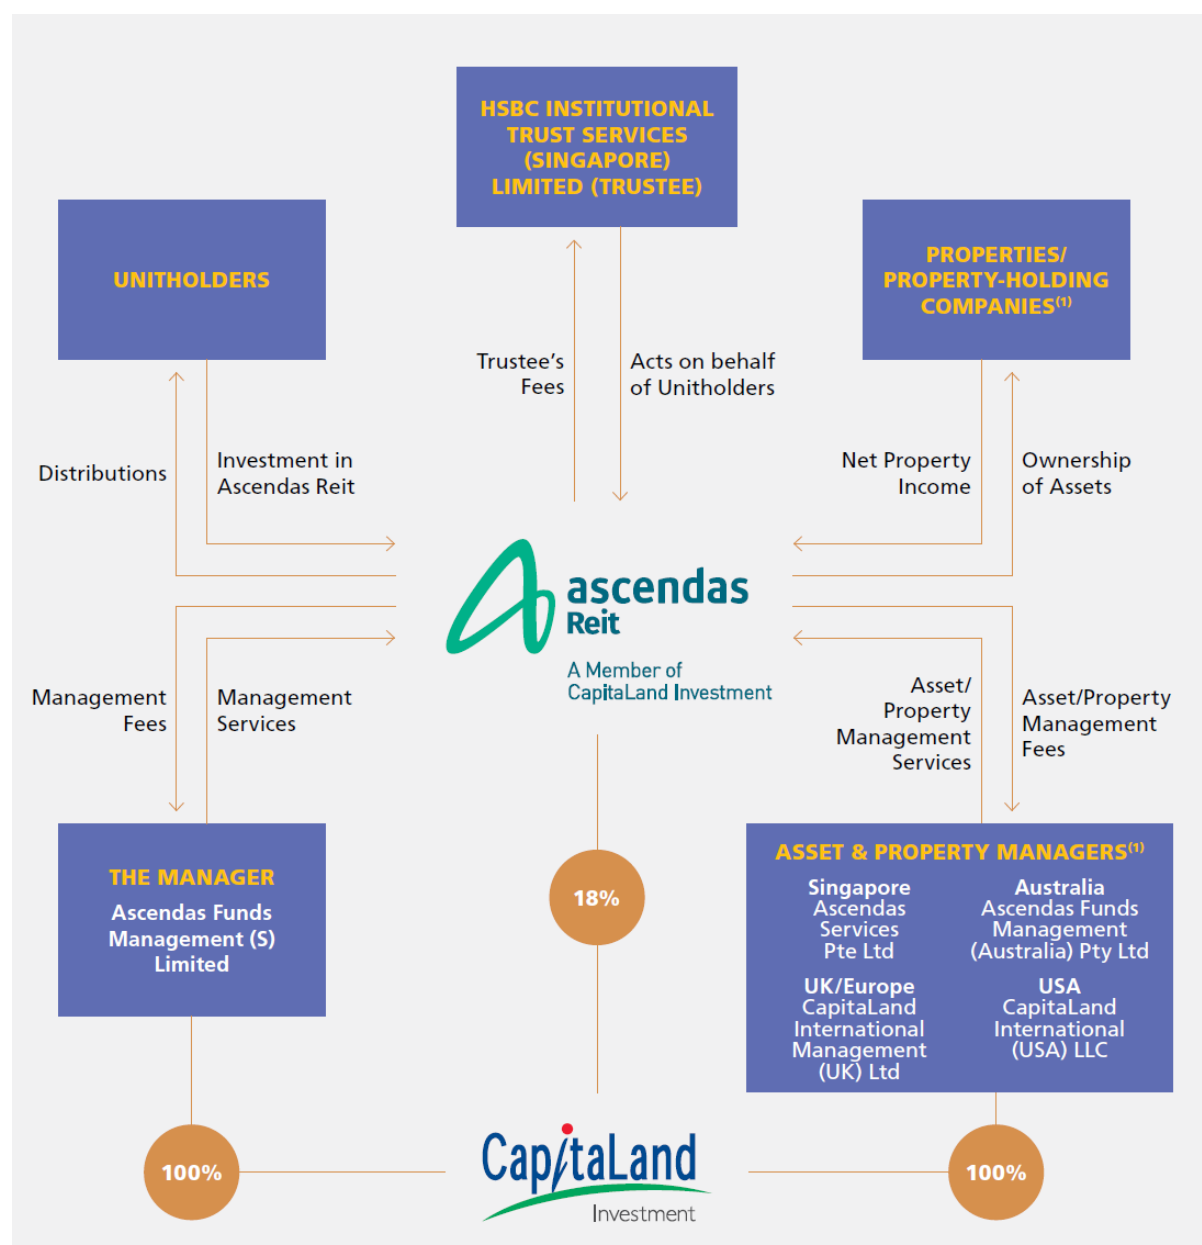 HSBC INSTITUTIONAL
TRUST SERVICES
(SINGAPORE)
LIMITED (TRUSTEE)
UNITHOLDERS
PROPERTIES/
PROPERTY-HOLDING
COMPANIES(1)
Trustee's
Fees
Acts on behalf
of Unitholders
Distributions
Investment in
Ascendas Reit
Net Property
Income
Ownership
of Assets
ascendas
Reit
A Member of
CapitaLand Investment
Management
Fees
Management
Services
Asset/
Property
Management
Services
Asset/Property
Management
Fees
THE MANAGER
Ascendas Funds
Management (S)
Limited
18%
ASSET & PROPERTY MANAGERS(1)
Singapore
Ascendas
Services
Pte Ltd
Australia
Ascendas Funds
Management
(Australia) Pty Ltd
UK/Europe
CapitaLand
International
Management
(UK) Ltd
USA
CapitaLand
International
(USA) LLC
100%
CapitaLand
Investment
100%